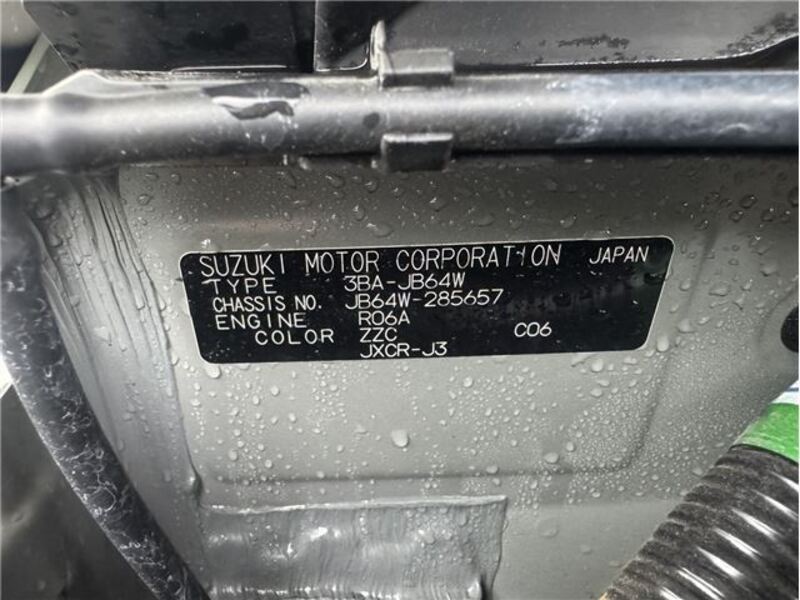 SUZUKI MOTOR CORPORATION JAPAN
TYPE 3BA-JB64W
CHASSIS NO. JB64W-285657
ENGINE R06A
COLOR ZZC C06
JXCR-J3